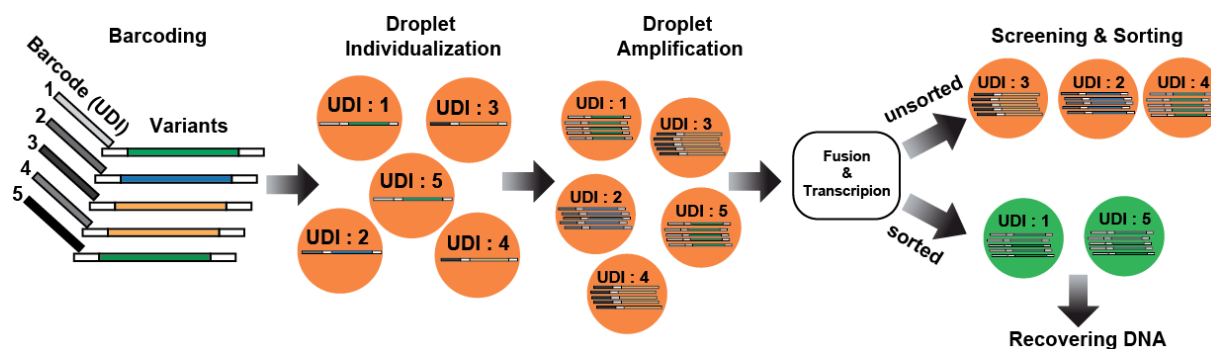 Barcoding
Barcode (UDI)
1
2
3
4
5
Variants
Droplet
Individualization
UDI : 1
UDI : 3
UDI : 5
UDI : 2
UDI : 4
Droplet
Amplification
UDI : 1
UDI : 3
UDI : 2
UDI : 5
UDI : 4
Fusion
&
Transcripion
Screening & Sorting
unsorted
UDI : 3
UDI : 2
UDI : 4
sorted
UDI : 1
UDI : 5
Recovering DNA